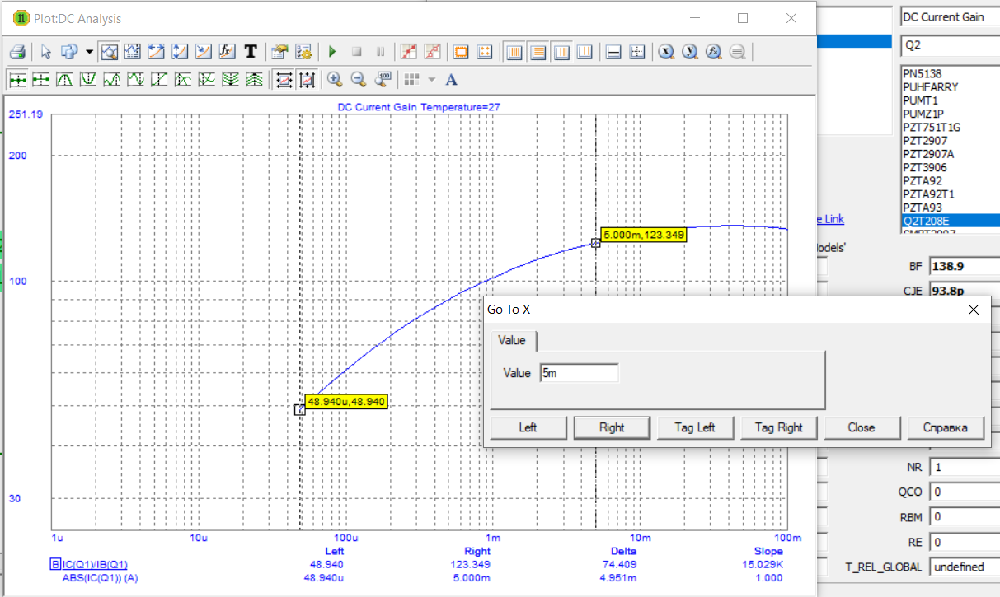 Plot:DC Analysis
DC Current Gain
Q2
T
100
A
PN5138
PUHFARRY
PUMT1
PUMZ1P
PZT751T1G
PZT2907
PZT2907A
PZT3906
PZTA92
PZTA92T1
PZTA93
QZT208E
DC Current Gain Temperature=27
251.19
200
100
30
5.000m,123.349
48.940u,48.940
e Link
odels'
BF 138.9
CJE 93.8p
Go To X
Value
Value 5m
Left Right Tag Left Tag Right Close Справка
NR 1
QCO 0
RBM 0
RE 0
T_REL_GLOBAL undefined
1u 10u 100u 1m 10m 100m
Left Right Delta Slope
B IC(Q1)/IB(Q1) 48.940 123.349 74.409 15.029K
ABS(IC(Q1)) (A) 48.940u 5.000m 4.951m 1.000